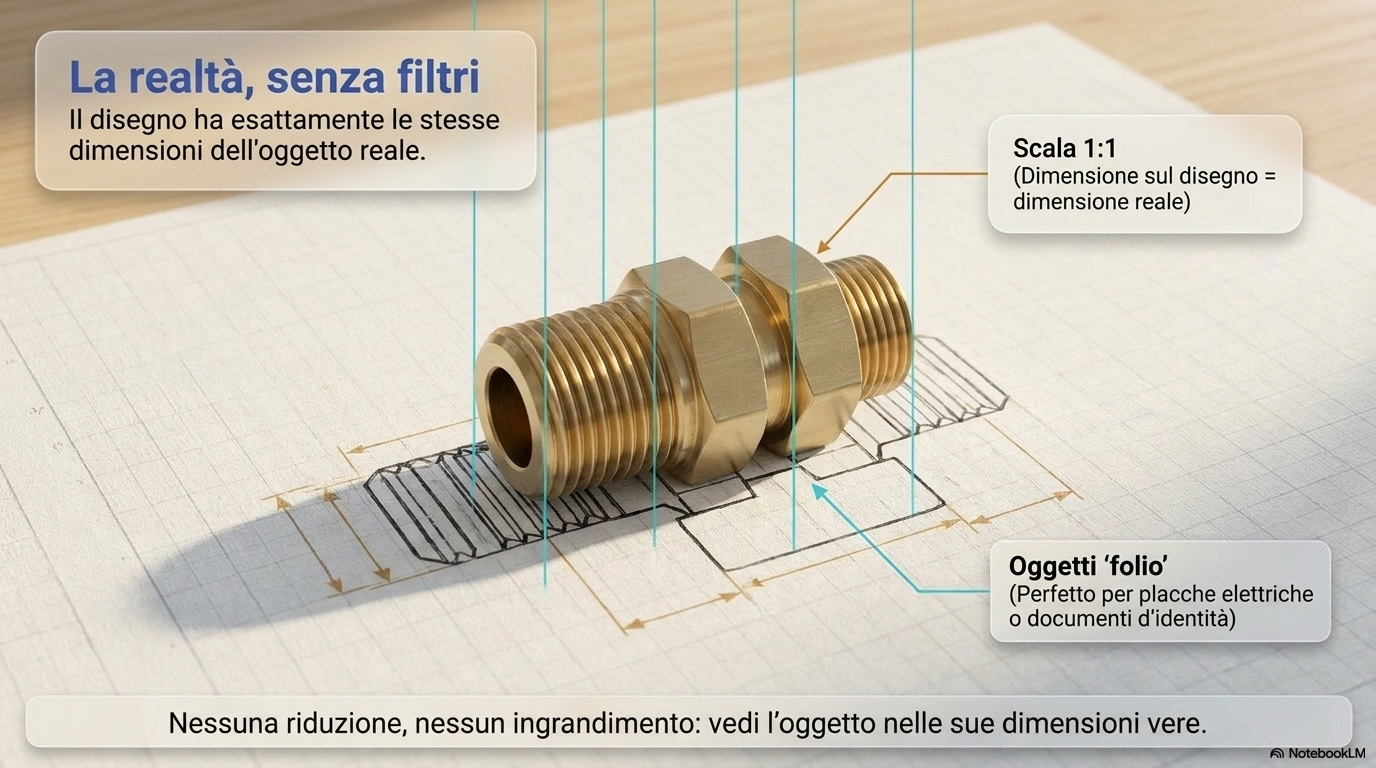 La realtà, senza filtri
Il disegno ha esattamente le stesse
dimensioni dell'oggetto reale.
Scala 1:1
(Dimensione sul disegno =
dimensione reale)
Oggetti ‘folio’
(Perfetto per placche elettriche
o documenti d'identità)
Nessuna riduzione, nessun ingrandimento: vedi l'oggetto nelle sue dimensioni vere.
NotebookLM